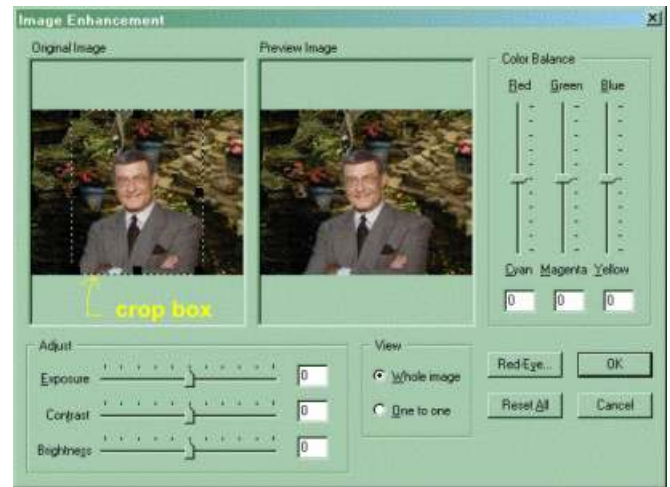 Image Enhancement
Original Image
Preview Image
Color Balance
Red Green Blue
crop box
Cyan Magenta Yellow
0 0 0
Adjust
Exposure 0
Contrast 0
Brightness 0
View
Whole image
One to one
Red-Eye... OK
Reset All Cancel